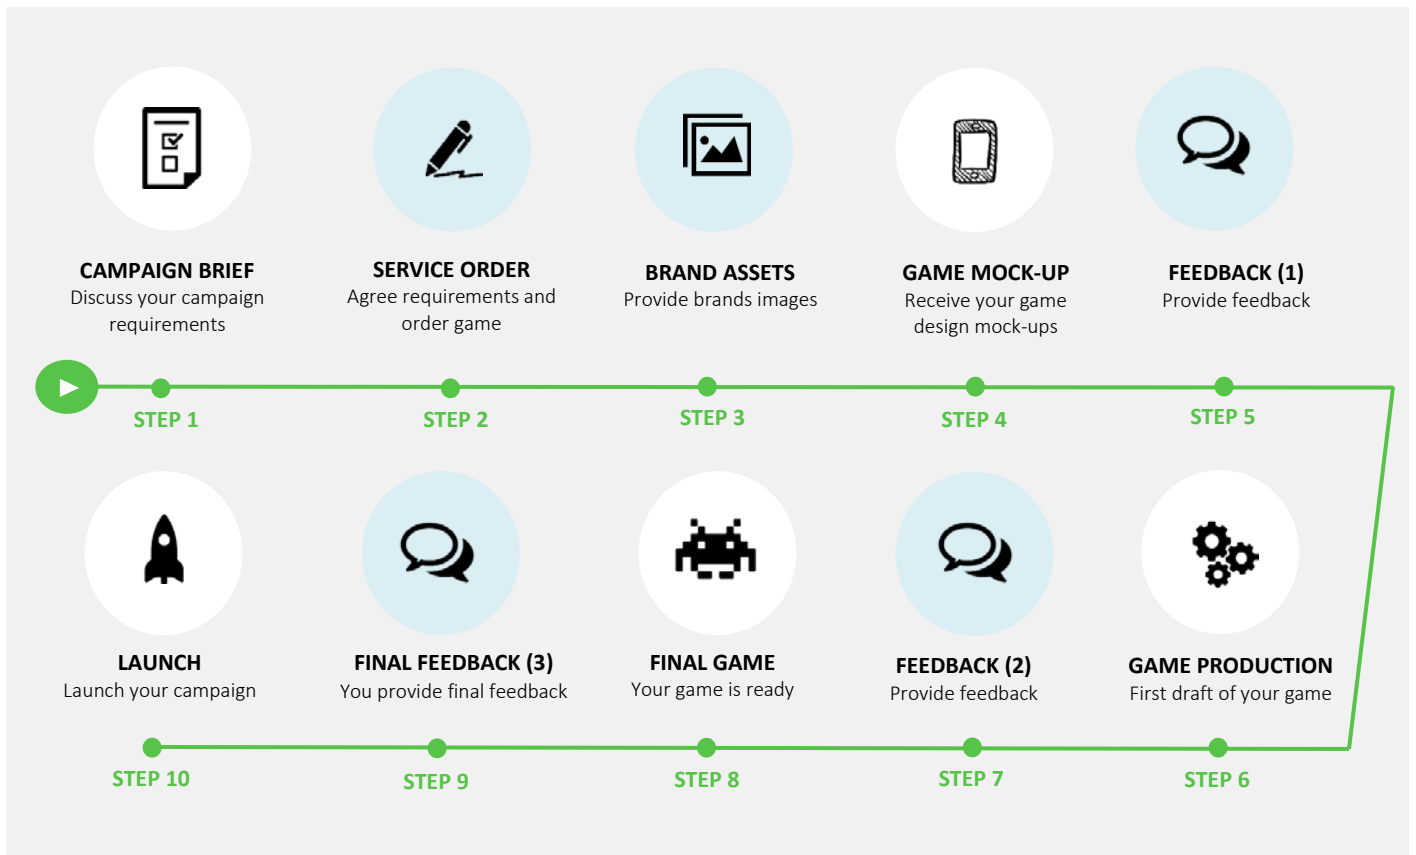 CAMPAIGN BRIEF
Discuss your campaign
requirements
SERVICE ORDER
Agree requirements and
order game
BRAND ASSETS
Provide brands images
GAME MOCK-UP
Receive your game
design mock-ups
FEEDBACK (1)
Provide feedback
STEP 1
STEP 2
STEP 3
STEP 4
STEP 5
LAUNCH
Launch your campaign
FINAL FEEDBACK (3)
You provide final feedback
FINAL GAME
Your game is ready
FEEDBACK (2)
Provide feedback
GAME PRODUCTION
First draft of your game
STEP 10
STEP 9
STEP 8
STEP 7
STEP 6